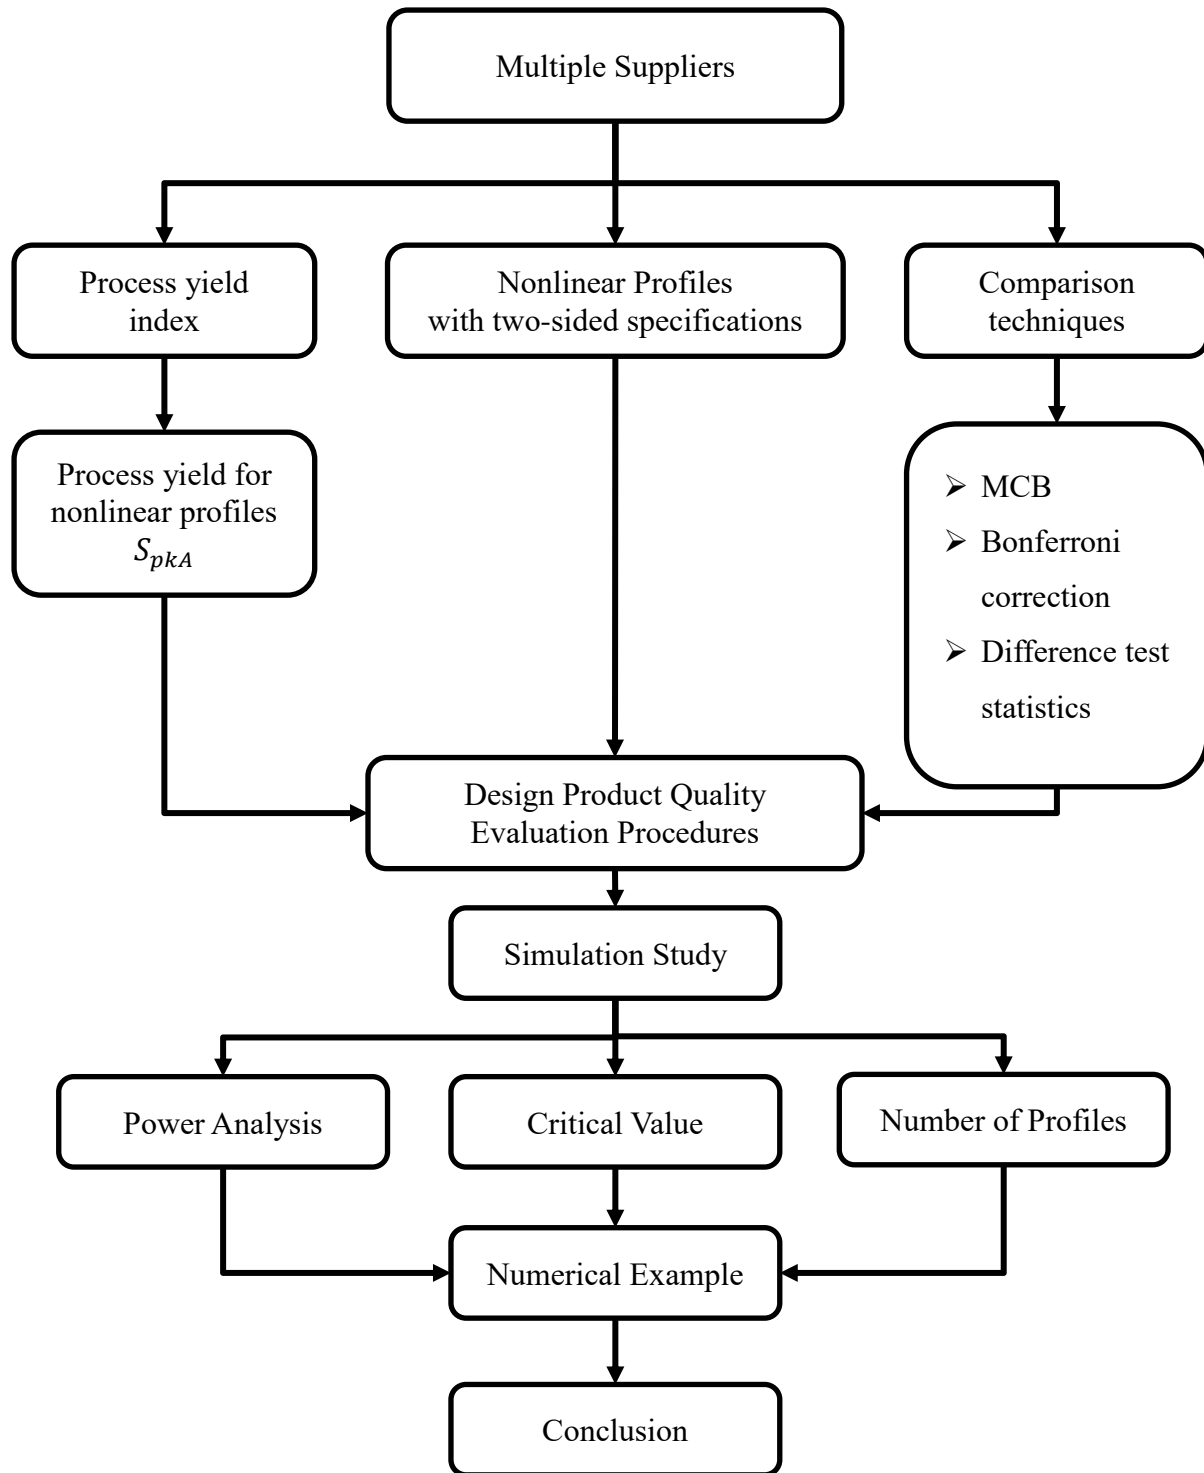 Multiple Suppliers
Process yield
index
Nonlinear Profiles
with two-sided specifications
Comparison
techniques
Process yield for
nonlinear profiles
S_{pkA}
➢ MCB
➢ Bonferroni
correction
➢ Difference test
statistics
Design Product Quality
Evaluation Procedures
Simulation Study
Power Analysis
Critical Value
Number of Profiles
Numerical Example
Conclusion